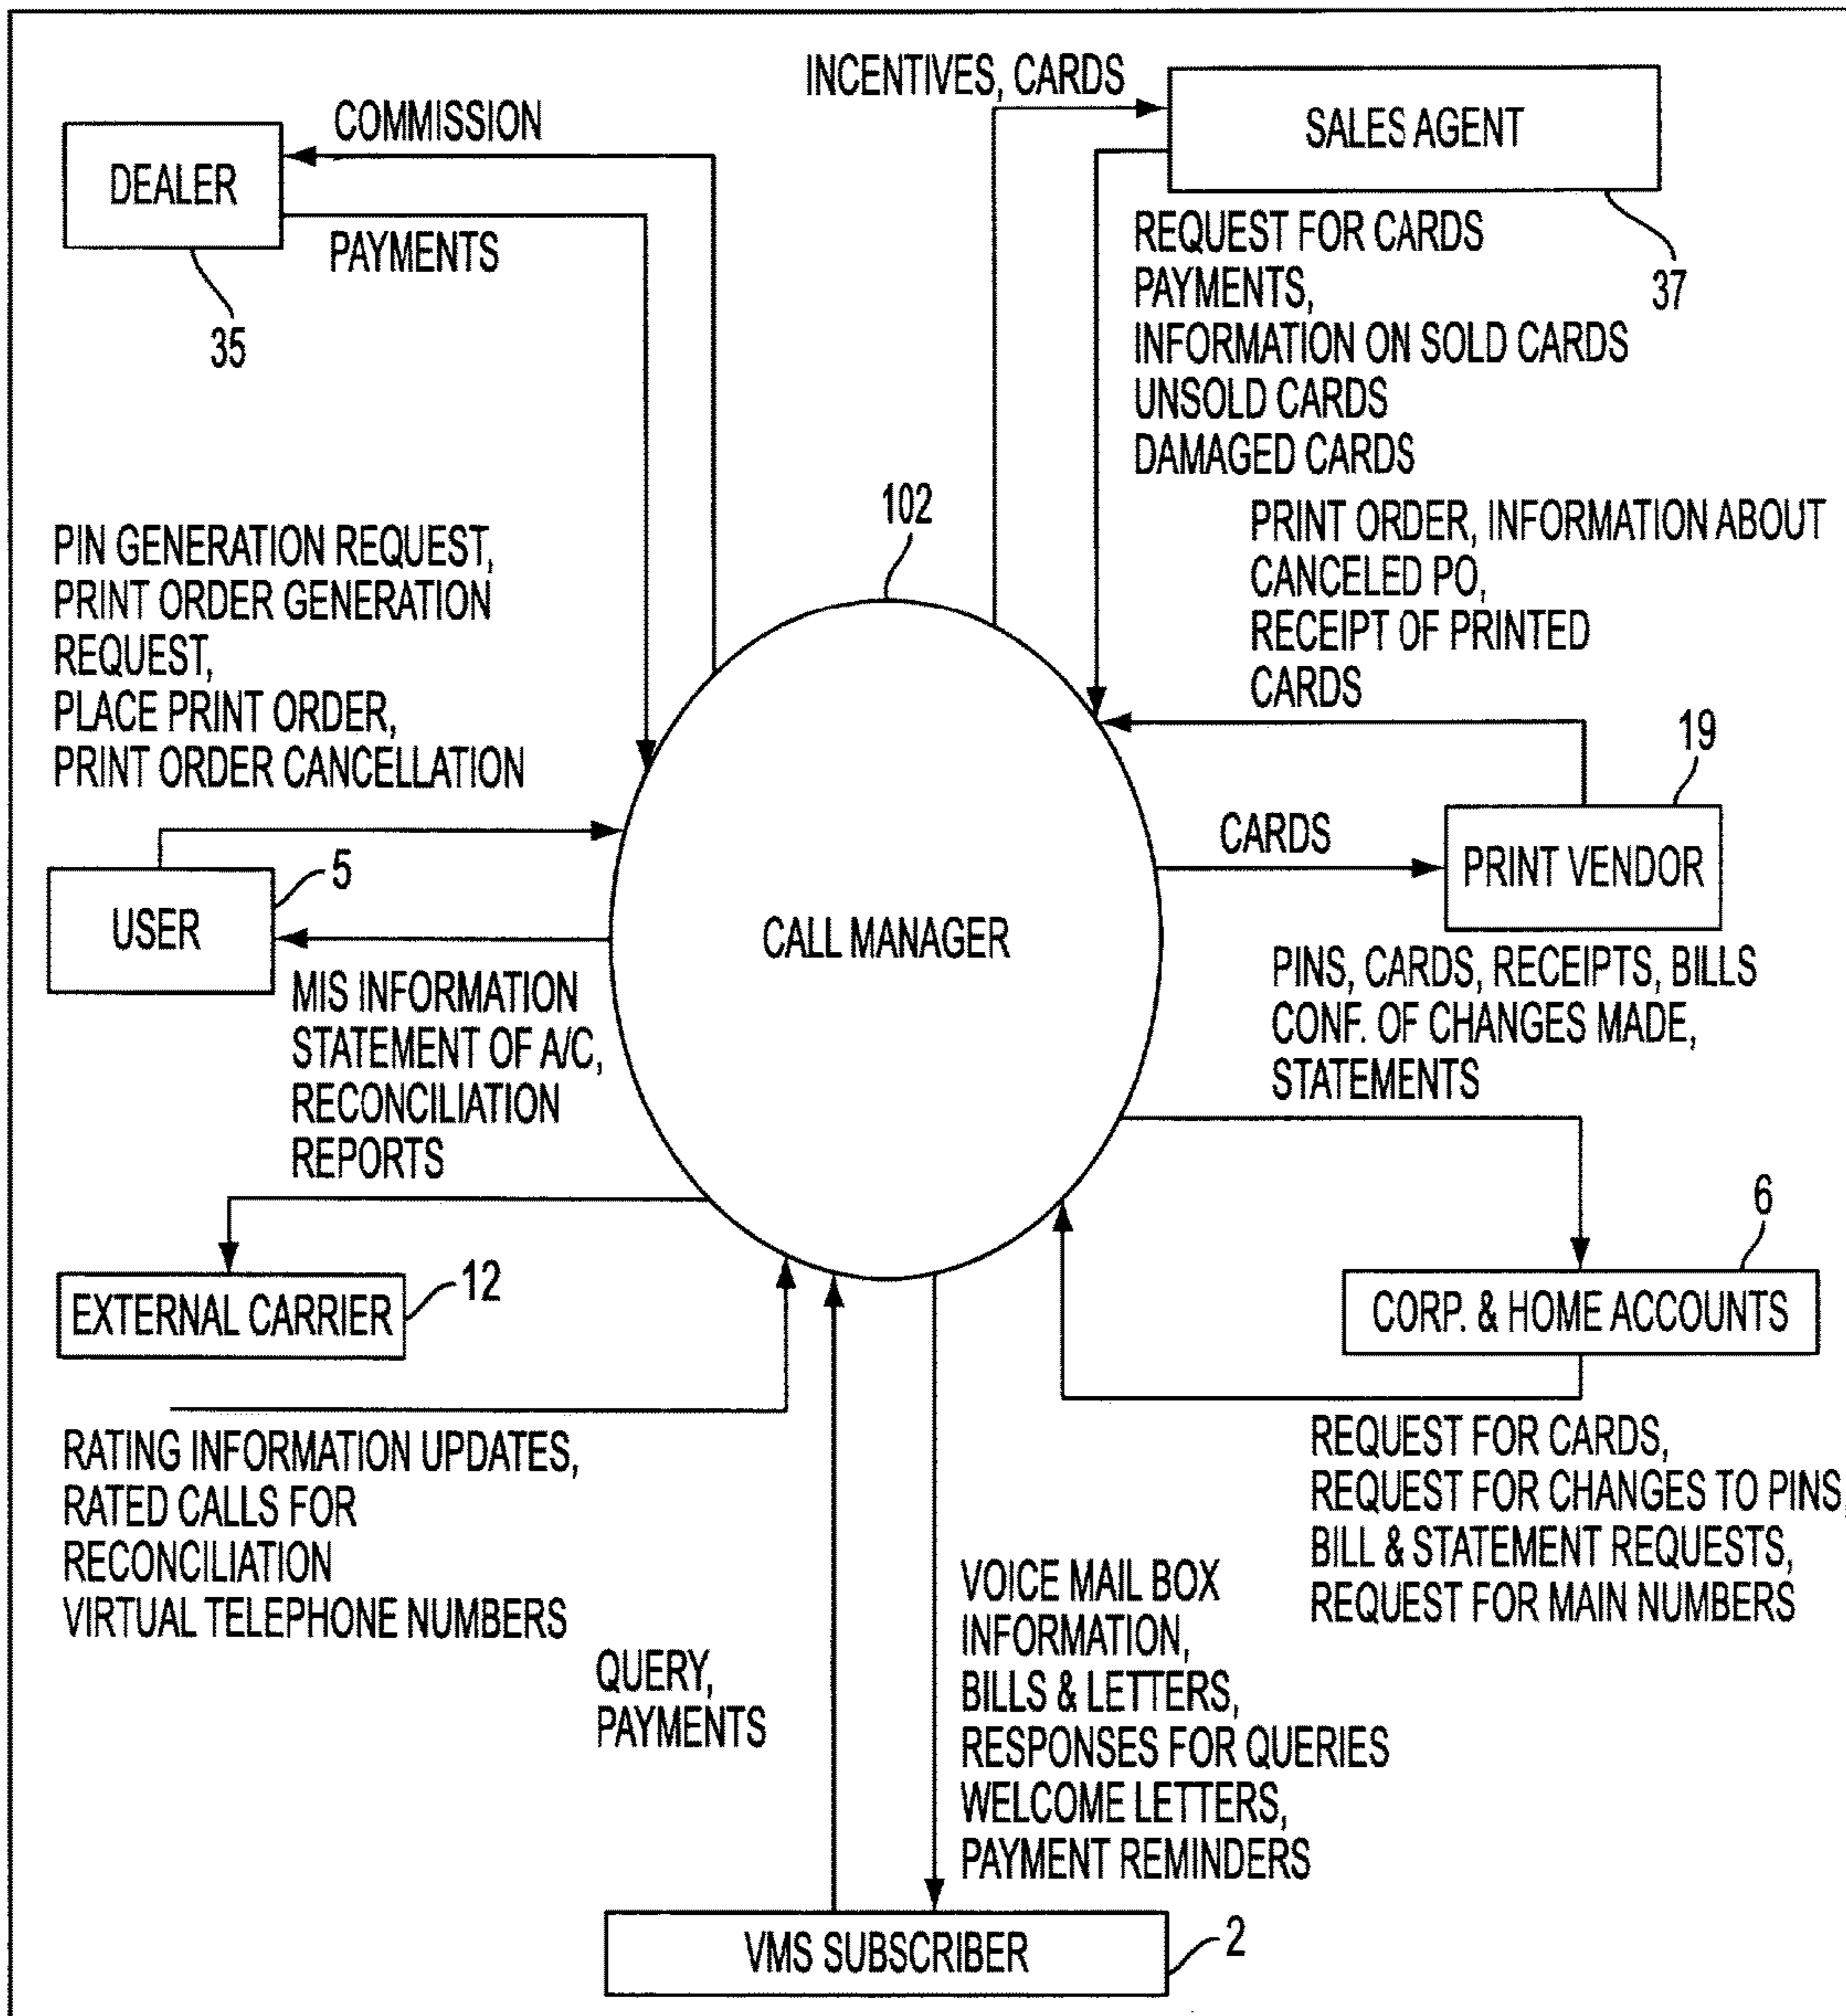 INCENTIVES, CARDS
SALES AGENT
37
COMMISSION
DEALER
PAYMENTS
35
REQUEST FOR CARDS
PAYMENTS,
INFORMATION ON SOLD CARDS
UNSOLD CARDS
DAMAGED CARDS
102
PIN GENERATION REQUEST,
PRINT ORDER GENERATION
REQUEST,
PLACE PRINT ORDER,
PRINT ORDER CANCELLATION
PRINT ORDER, INFORMATION ABOUT
CANCELED PO,
RECEIPT OF PRINTED
CARDS
19
CARDS
PRINT VENDOR
5
USER
CALL MANAGER
MIS INFORMATION
STATEMENT OF A/C,
RECONCILIATION
REPORTS
PINS, CARDS, RECEIPTS, BILLS
CONF. OF CHANGES MADE,
STATEMENTS
6
EXTERNAL CARRIER
12
CORP. & HOME ACCOUNTS
RATING INFORMATION UPDATES,
RATED CALLS FOR
RECONCILIATION
VIRTUAL TELEPHONE NUMBERS
REQUEST FOR CARDS,
REQUEST FOR CHANGES TO PINS,
BILL & STATEMENT REQUESTS,
REQUEST FOR MAIN NUMBERS
QUERY,
PAYMENTS
VOICE MAIL BOX
INFORMATION,
BILLS & LETTERS,
RESPONSES FOR QUERIES
WELCOME LETTERS,
PAYMENT REMINDERS
VMS SUBSCRIBER
2